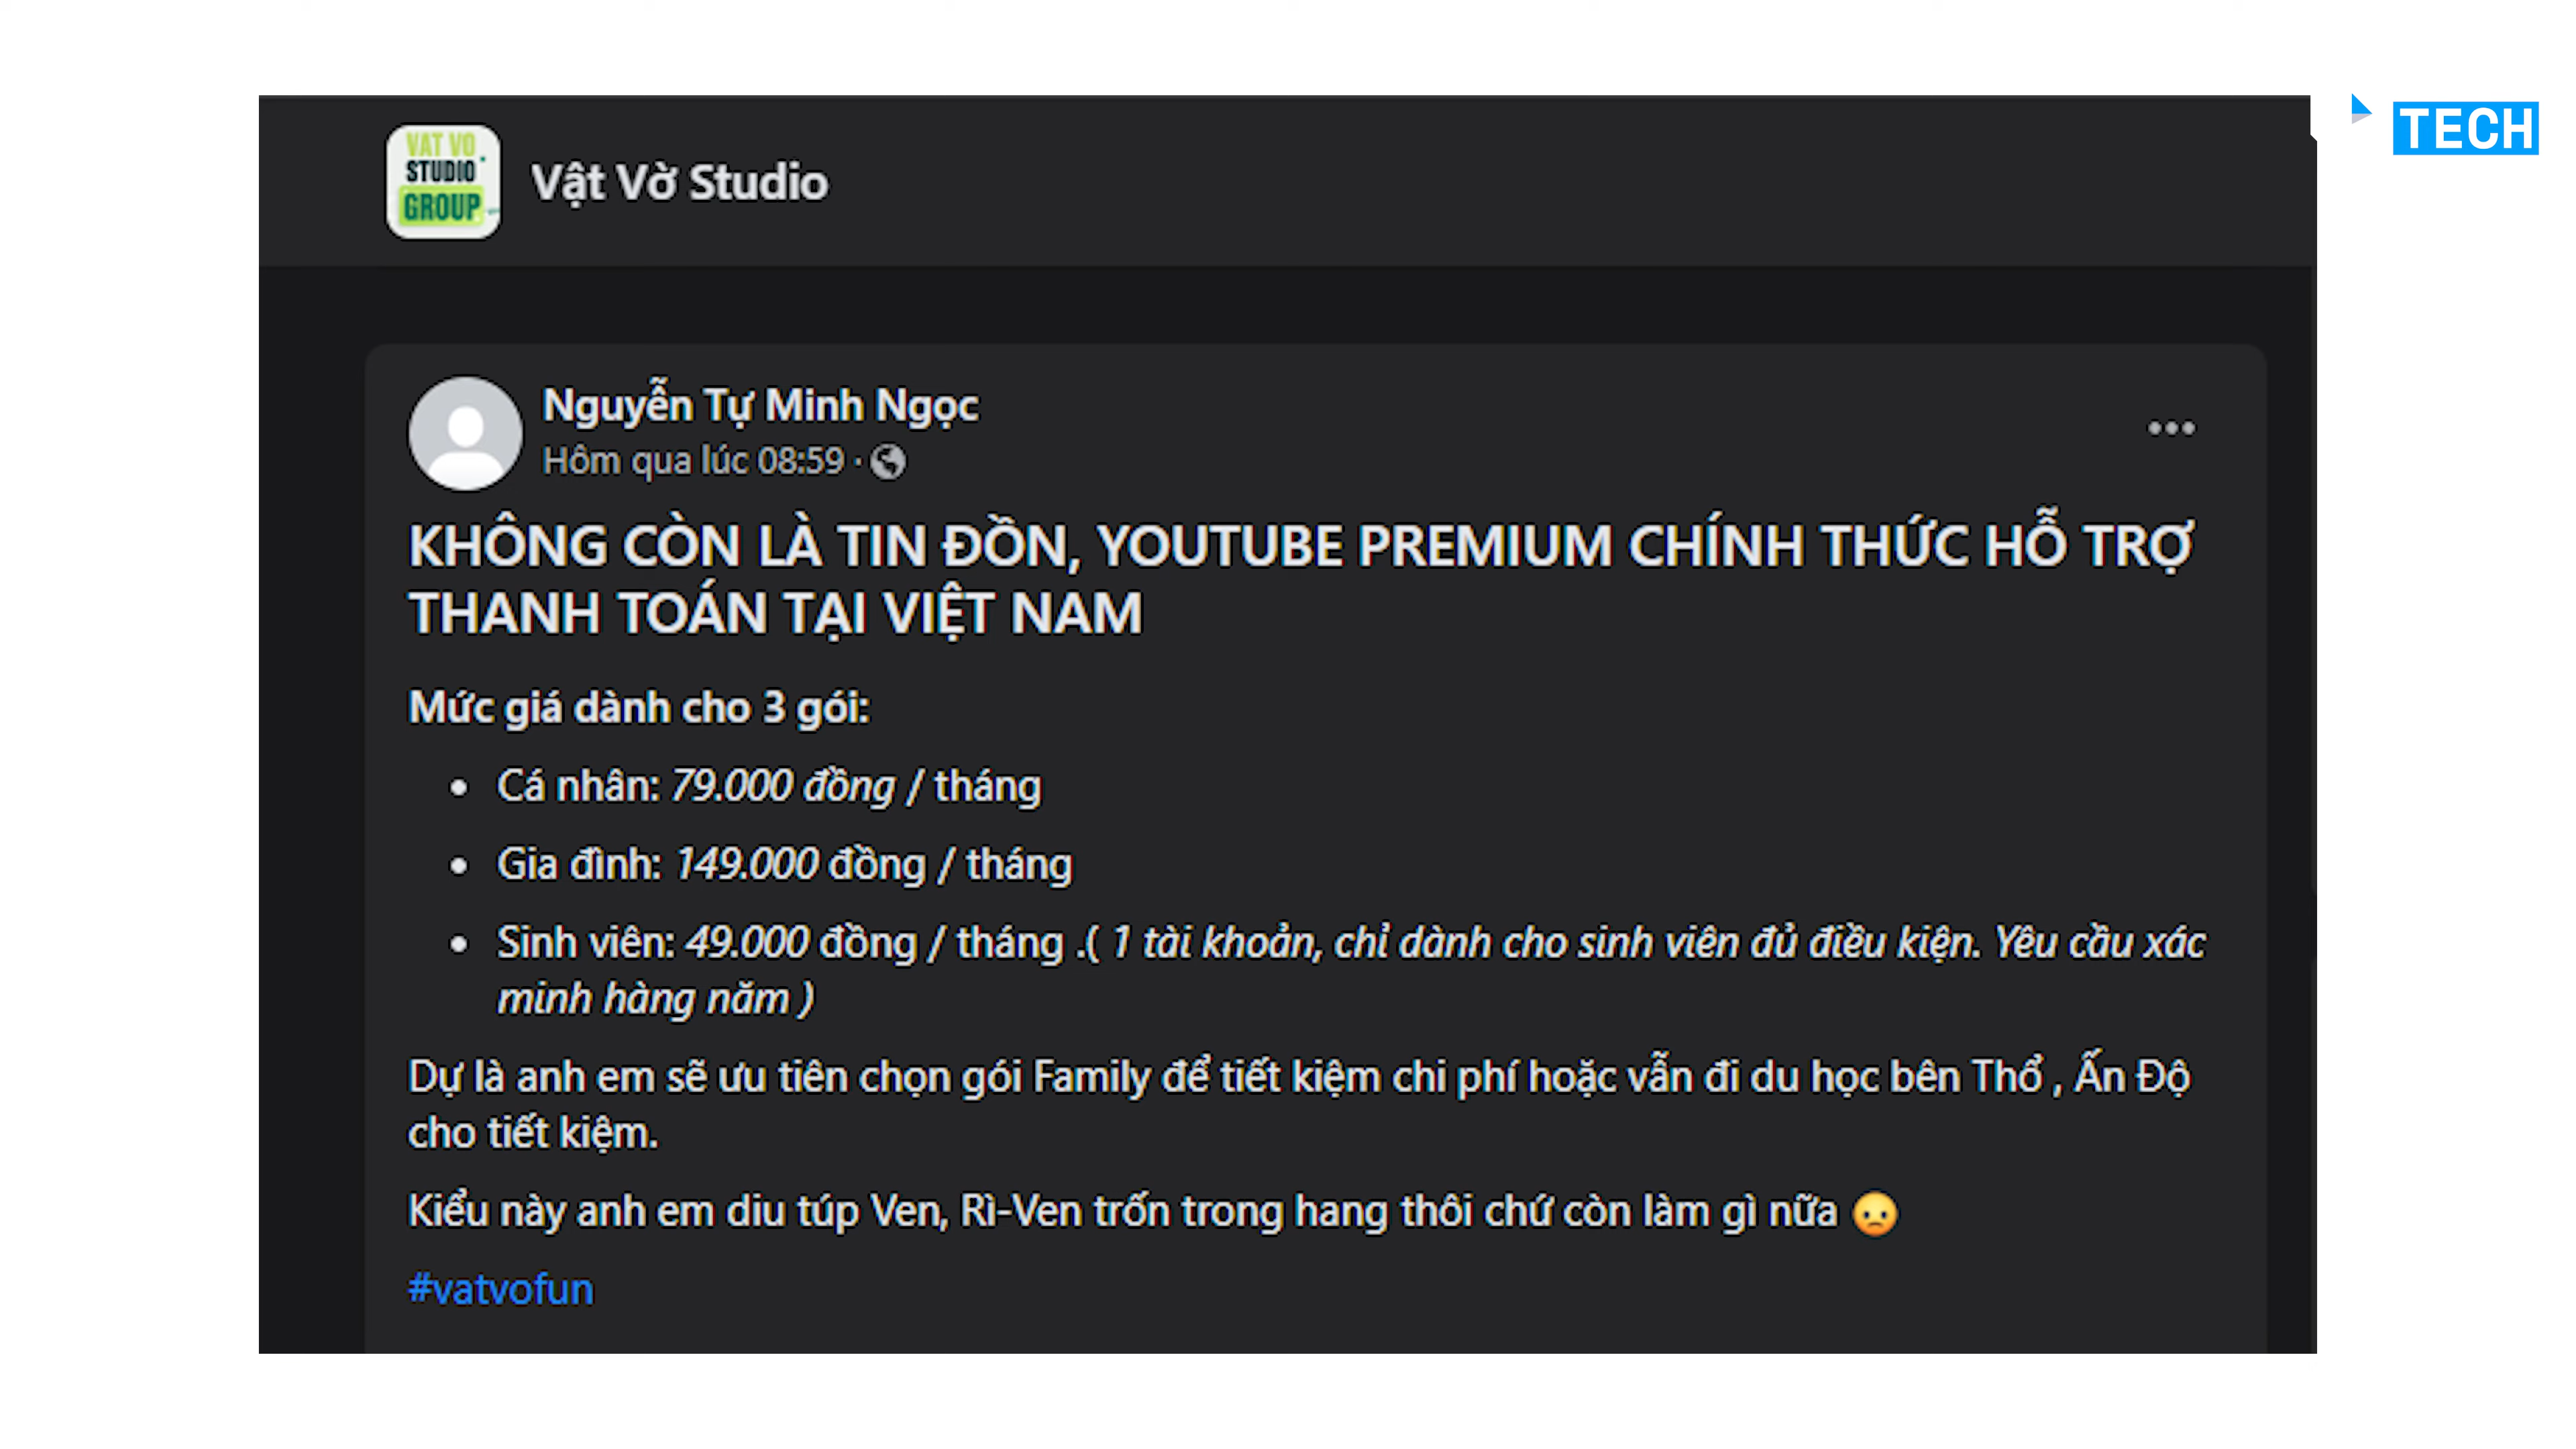 TECH
VAT VO
STUDIO
GROUP
Vật Vờ Studio
Nguyễn Tự Minh Ngọc
Hôm qua lúc 08:59 ·
KHÔNG CÒN LÀ TIN ĐỒN, YOUTUBE PREMIUM CHÍNH THỨC HỖ TRỢ
THANH TOÁN TẠI VIỆT NAM
Mức giá dành cho 3 gói:
• Cá nhân: 79.000 đồng / tháng
• Gia đình: 149.000 đồng / tháng
• Sinh viên: 49.000 đồng / tháng .( 1 tài khoản, chỉ dành cho sinh viên đủ điều kiện. Yêu cầu xác
minh hàng năm )
Dự là anh em sẽ ưu tiên chọn gói Family để tiết kiệm chi phí hoặc vẫn đi du học bên Thổ , Ấn Độ
cho tiết kiệm.
Kiểu này anh em diu túp Ven, Rì-Ven trốn trong hang thôi chứ còn làm gì nữa 😞
#vatvofun